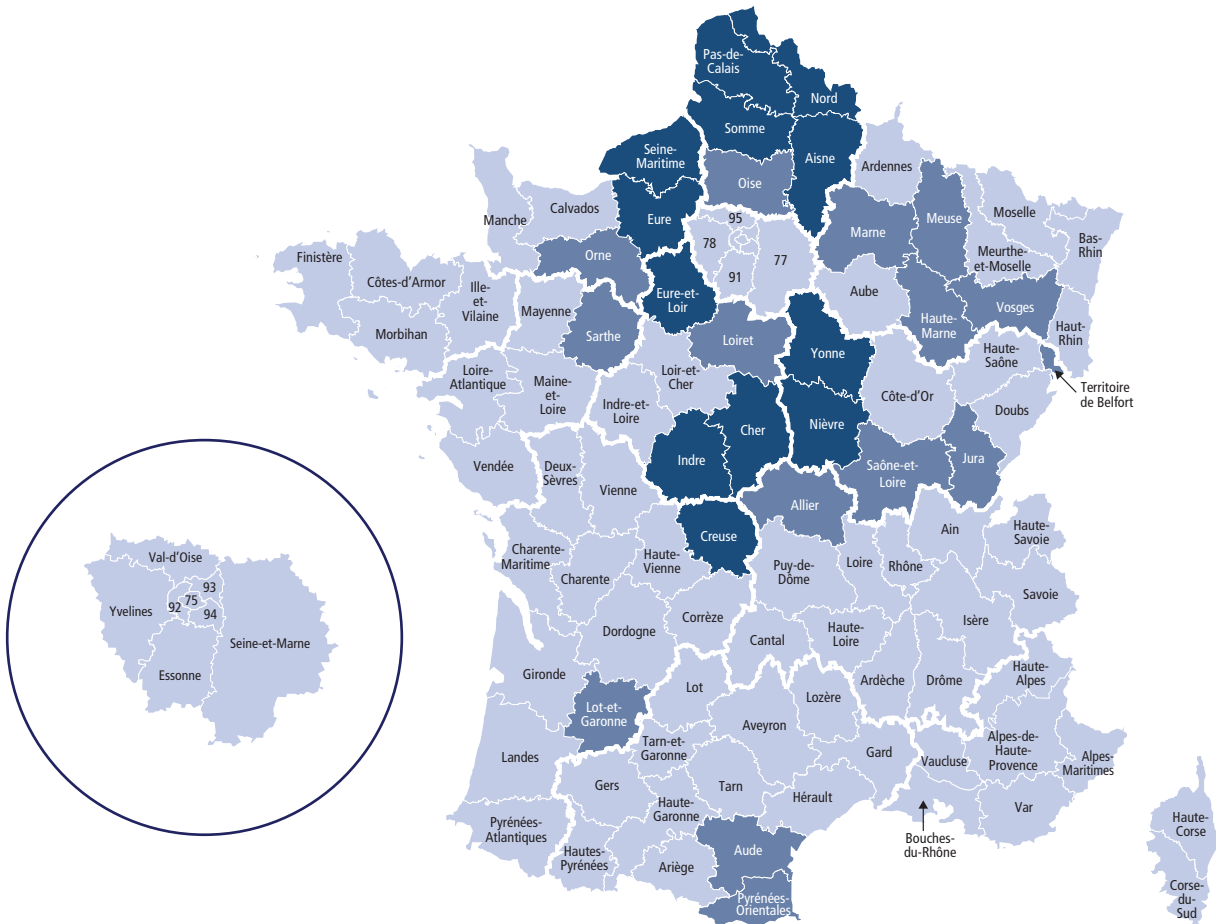 Pas-de-
Calais
Nord
Somme
Seine-
Maritime
Aisne
Oise
Ardennes
Eure
Calvados
Manche
95
78
77
91
Marne
Meuse
Moselle
Meurthe-
et-Moselle
Bas-
Rhin
Orne
Finistère
Côtes-d'Armor
Ille-
et-
Vilaine
Morbihan
Mayenne
Sarthe
Eure-et-
Loir
Aube
Haute-
Marne
Vosges
Haut-
Rhin
Loiret
Yonne
Haute-
Saône
Territoire
de Belfort
Loire-
Atlantique
Maine-
et-
Loire
Indre-et-
Loire
Loir-et-
Cher
Côte-d'Or
Doubs
Cher
Nièvre
Indre
Vendée
Deux-
Sèvres
Vienne
Saône-et-
Loire
Jura
Allier
Creuse
Charente-
Maritime
Charente
Haute-
Vienne
Puy-de-
Dôme
Loire
Rhône
Ain
Haute-
Savoie
Savoie
Isère
Corrèze
Dordogne
Cantal
Haute-
Loire
Ardèche
Drôme
Haute-
Alpes
Gironde
Lot-et-
Garonne
Lot
Lozère
Aveyron
Tarn-et-
Garonne
Landes
Gers
Tarn
Gard
Vaucluse
Alpes-de-
Haute-
Provence
Alpes-
Maritimes
Hérault
Var
Bouches-
du-Rhône
Haute-
Garonne
Pyrénées-
Atlantiques
Hautes-
Pyrénées
Ariège
Aude
Pyrénées-
Orientales
Haute-
Corse
Corse-
du-
Sud
Val-d'Oise
93
92
75
94
Yvelines
Seine-et-Marne
Essonne